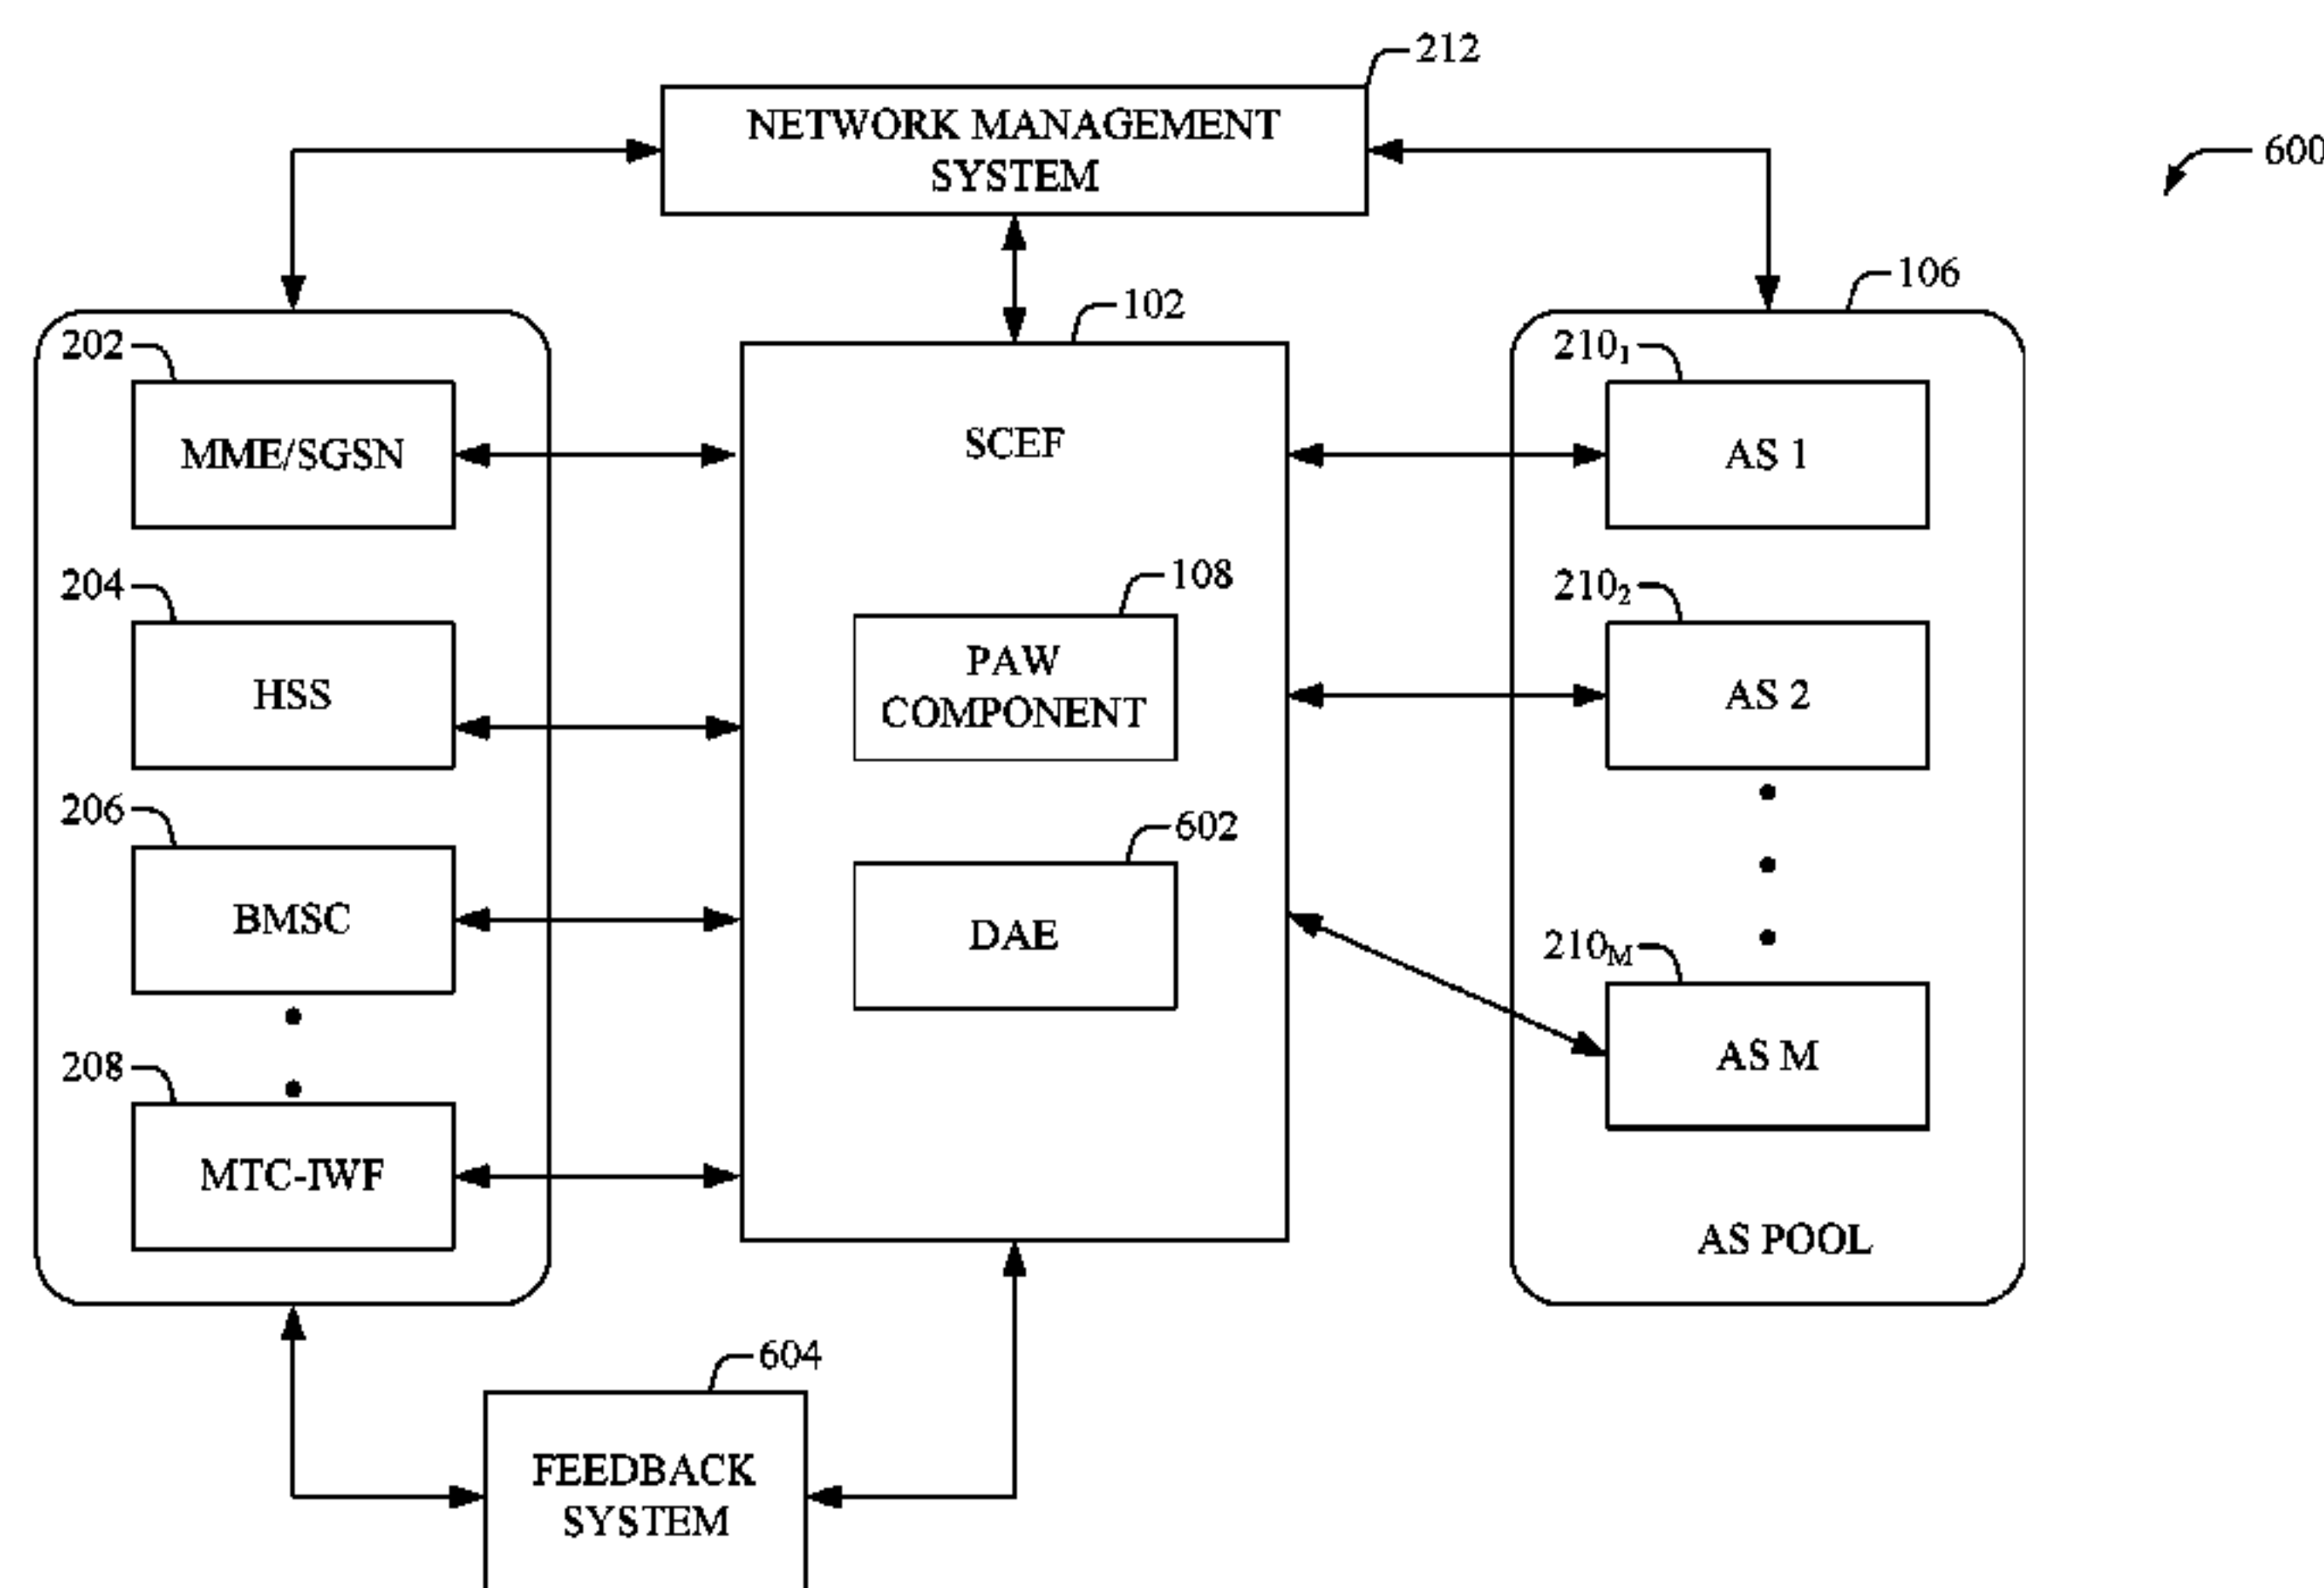 212
NETWORK MANAGEMENT
SYSTEM
600
106
102
202
210₁
MME/SGSN
SCEF
AS 1
204
108
210₂
HSS
PAW
COMPONENT
AS 2
206
602
BMSC
DAE
210M
208
AS M
MTC-IWF
AS POOL
604
FEEDBACK
SYSTEM